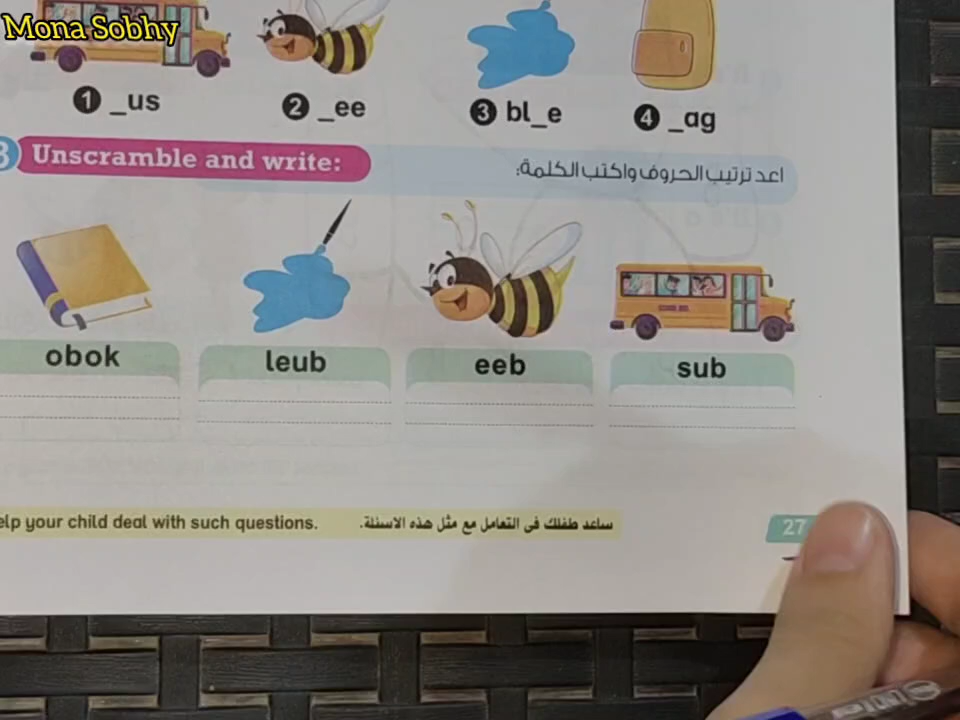 Mona Sobhy
1 _us
2 _ee
3 bl_e
4 _ag
3 Unscramble and write:
اعد ترتيب الحروف واكتب الكلمة:
obok
leub
eeb
sub
elp your child deal with such questions.
ساعد طفلك فى التعامل مع مثل هذه الاسئلة.
27